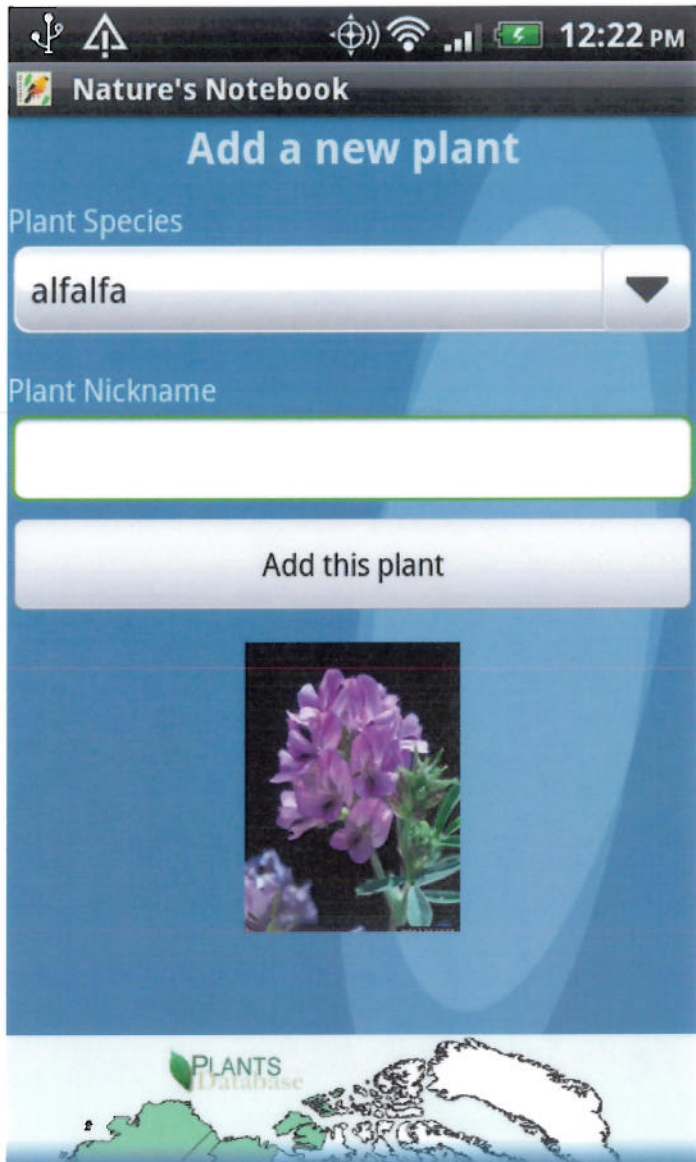 12:22 PM
Nature's Notebook
Add a new plant
Plant Species
alfalfa
Plant Nickname
Add this plant
PLANTS
Database